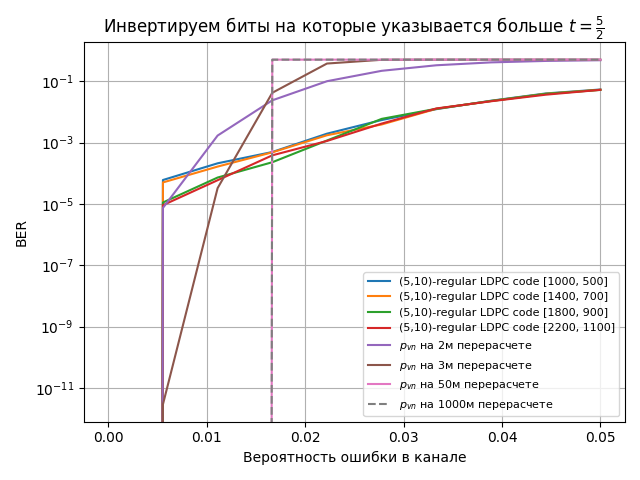 Инвертируем биты на которые указывается больше t = 5/2
BER
10⁻¹
10⁻³
10⁻⁵
10⁻⁷
10⁻⁹
10⁻¹¹
(5,10)-regular LDPC code [1000, 500]
(5,10)-regular LDPC code [1400, 700]
(5,10)-regular LDPC code [1800, 900]
(5,10)-regular LDPC code [2200, 1100]
pᵥₙ на 2м перерасчете
pᵥₙ на 3м перерасчете
pᵥₙ на 50м перерасчете
pᵥₙ на 1000м перерасчете
0.00 0.01 0.02 0.03 0.04 0.05
Вероятность ошибки в канале